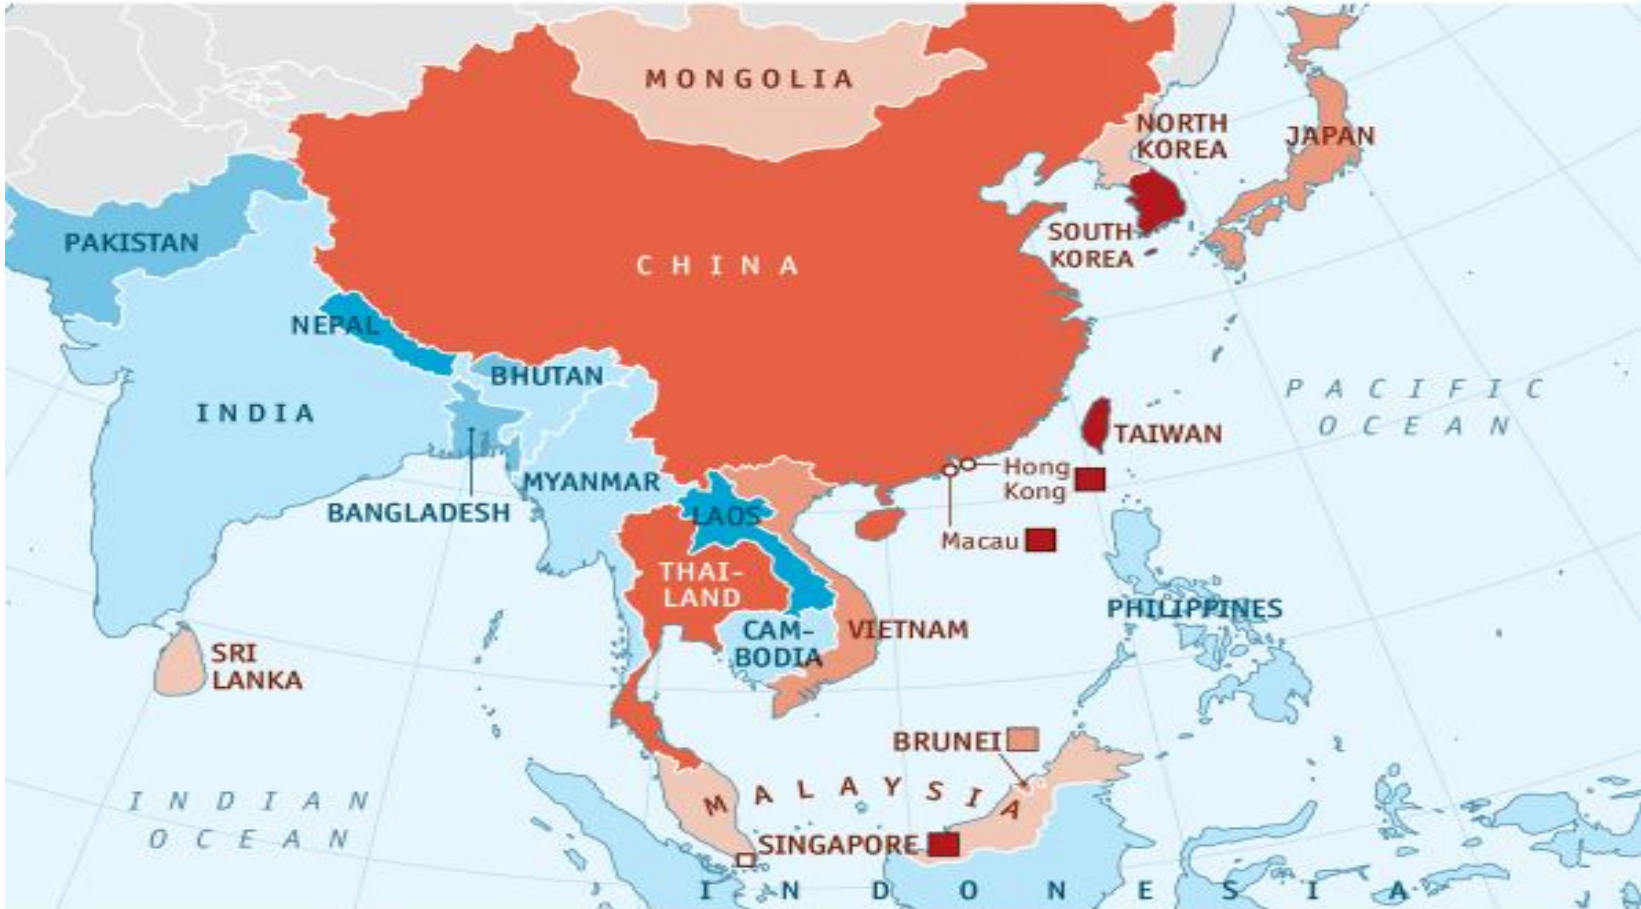 MONGOLIA
NORTH
KOREA
JAPAN
PAKISTAN
SOUTH
KOREA
CHINA
NEPAL
BHUTAN
INDIA
PACIFIC
OCEAN
TAIWAN
Hong
Kong
MYANMAR
BANGLADESH
LAOS
Macau
THAI-
LAND
PHILIPPINES
CAM-
BODIA
VIETNAM
SRI
LANKA
BRUNEI
MALAYSIA
INDIAN
OCEAN
SINGAPORE
INDONESIA